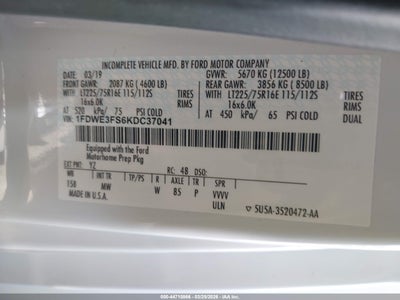 INCOMPLETE VEHICLE MFD. BY FORD MOTOR COMPANY
DATE: 03/19 GVWR: 5670 KG (12500 LB)
FRONT GAWR: 2087 KG (4600 LB) REAR GAWR: 3856 KG (8500 LB)
WITH LT225/75R16E 115/112S TIRES WITH LT225/75R16E 115/112S TIRES
16x6.0K RIMS 16x6.0K RIMS
AT 520 kPa/ 75 PSI COLD AT 450 kPa/ 65 PSI COLD DUAL
VIN: 1FDWE3FS6KDC37041
Equipped with the Ford
Motorhome Prep Pkg
EXT PNT: YZ RC: 48 DSO:
WB INT TR TP/PS R AXLE TR SPR
158 MW W 85 P VVVV
MADE IN U.S.A. ULN
5U5A-3520472-AA